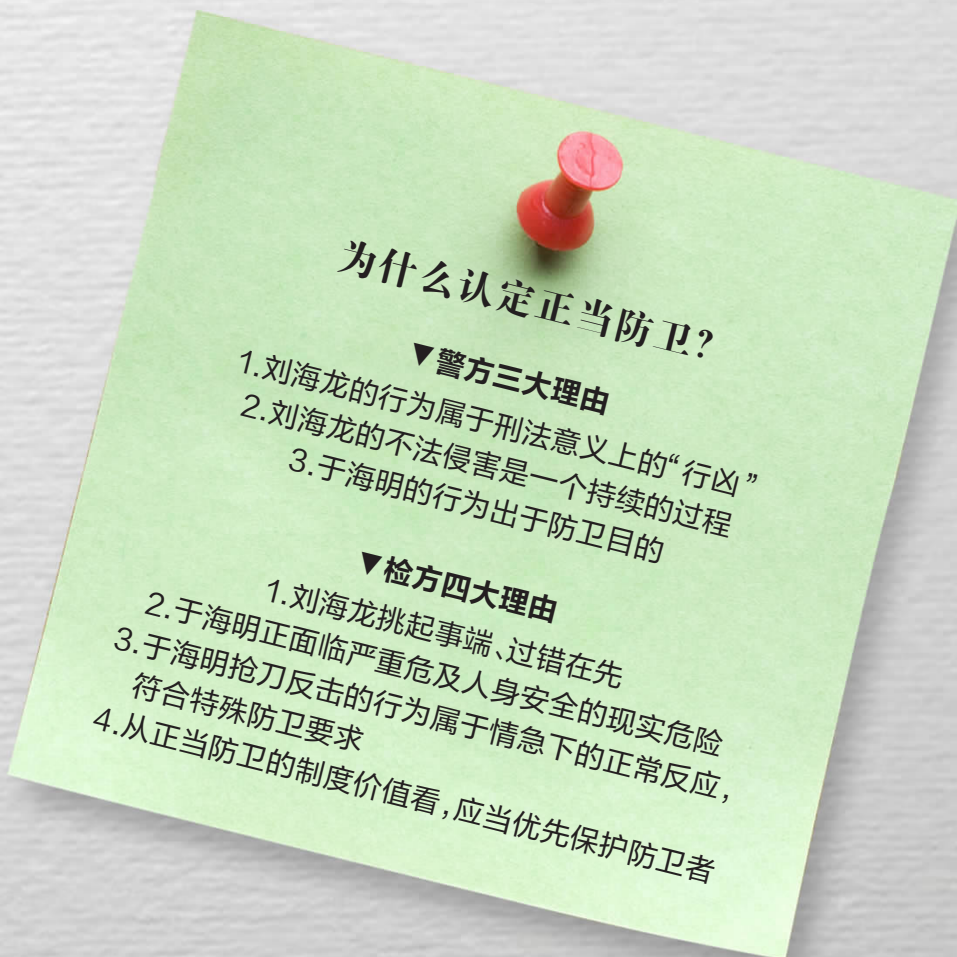 为什么认定正当防卫？
▼警方三大理由
1.刘海龙的行为属于刑法意义上的“行凶”
2.刘海龙的不法侵害是一个持续的过程
3.于海明的行为出于防卫目的
▼检方四大理由
1.刘海龙挑起事端、过错在先
2.于海明正面临严重危及人身安全的现实危险
3.于海明抢刀反击的行为属于情急下的正常反应，
符合特殊防卫要求
4.从正当防卫的制度价值看，应当优先保护防卫者